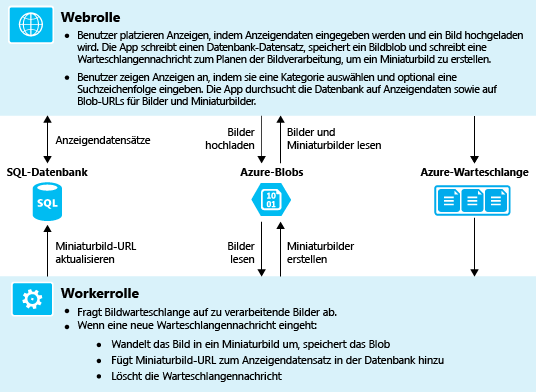 Webrolle
• Benutzer platzieren Anzeigen, indem Anzeigendaten eingegeben werden und ein Bild hochgeladen
wird. Die App schreibt einen Datenbank-Datensatz, speichert ein Bildblob und schreibt eine
Warteschlangennachricht zum Planen der Bildverarbeitung, um ein Miniaturbild zu erstellen.
• Benutzer zeigen Anzeigen an, indem sie eine Kategorie auswählen und optional eine
Suchzeichenfolge eingeben. Die App durchsucht die Datenbank auf Anzeigendaten sowie auf
Blob-URLs für Bilder und Miniaturbilder.
Anzeigendatensätze
Bilder
hochladen
Bilder und
Miniaturbilder lesen
SQL-Datenbank
Azure-Blobs
Azure-Warteschlange
SQL
10
01
Miniaturbild-URL
aktualisieren
Bilder
lesen
Miniaturbilder
erstellen
Workerrolle
• Fragt Bildwarteschlange auf zu verarbeitende Bilder ab.
• Wenn eine neue Warteschlangennachricht eingeht:
• Wandelt das Bild in ein Miniaturbild um, speichert das Blob
• Fügt Miniaturbild-URL zum Anzeigendatensatz in der Datenbank hinzu
• Löscht die Warteschlangennachricht